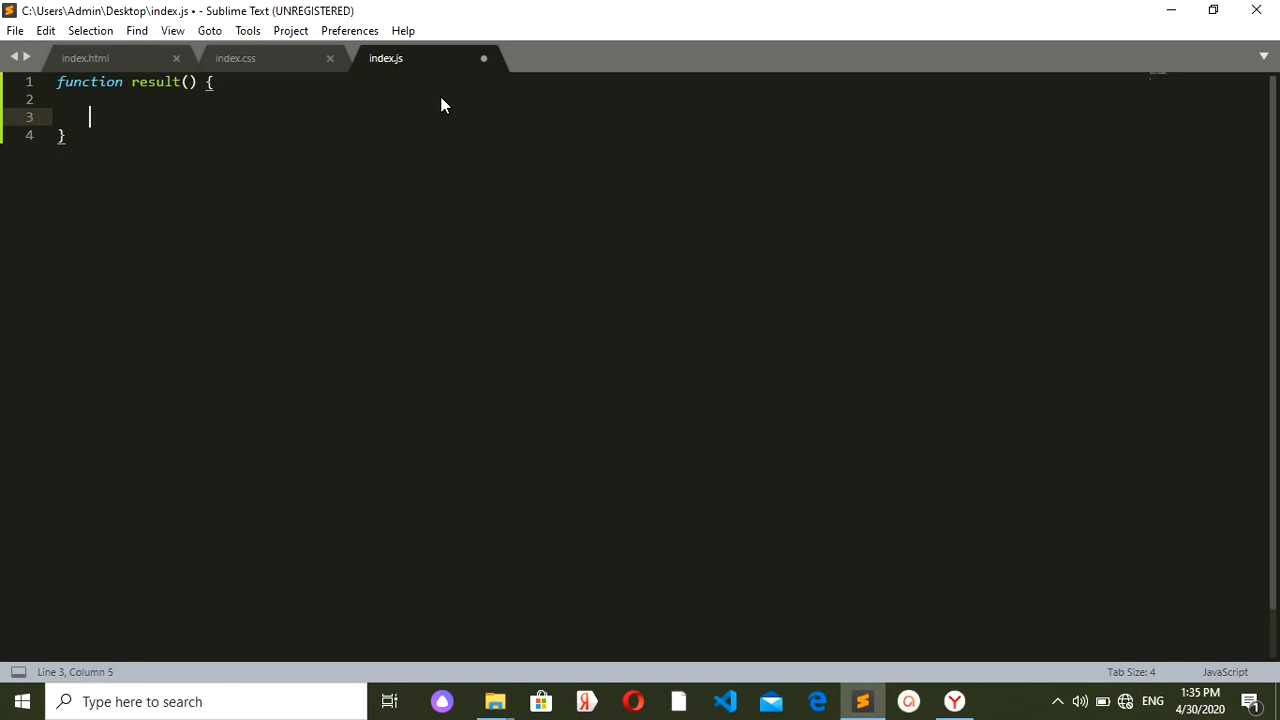 C:\Users\Admin\Desktop\index.js • - Sublime Text (UNREGISTERED)
File Edit Selection Find View Goto Tools Project Preferences Help
index.html index.css index.js
1 function result() {
2
3
4 }
Line 3, Column 5 Tab Size: 4 JavaScript
Type here to search
ENG
1:35 PM
4/30/2020
1